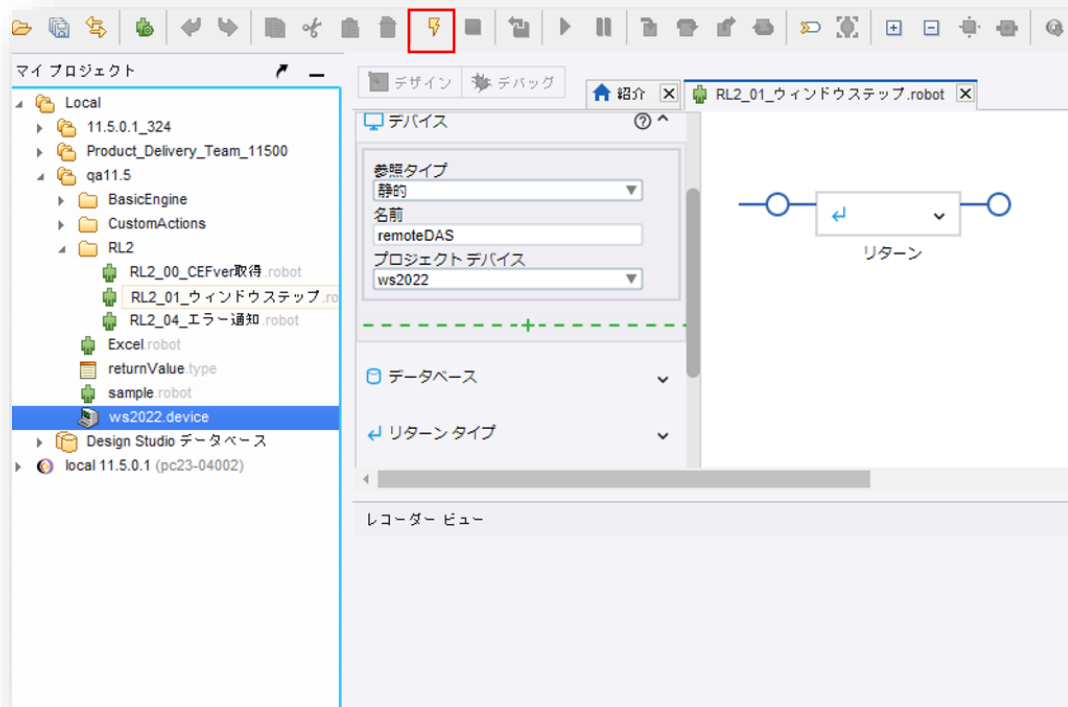 マイ プロジェクト
Local
11.5.0.1_324
Product_Delivery_Team_11500
qa11.5
BasicEngine
CustomActions
RL2
RL2_00_CEFver取得.robot
RL2_01_ウィンドウステップ.ro
RL2_04_エラー通知.robot
Excel.robot
returnValue.type
sample.robot
ws2022.device
Design Studio データベース
local 11.5.0.1 (pc23-04002)
デザイン デバッグ
紹介 RL2_01_ウィンドウステップ.robot
デバイス
参照タイプ
静的
名前
remoteDAS
プロジェクト デバイス
ws2022
データベース
リターン タイプ
リターン
レコーダー ビュー